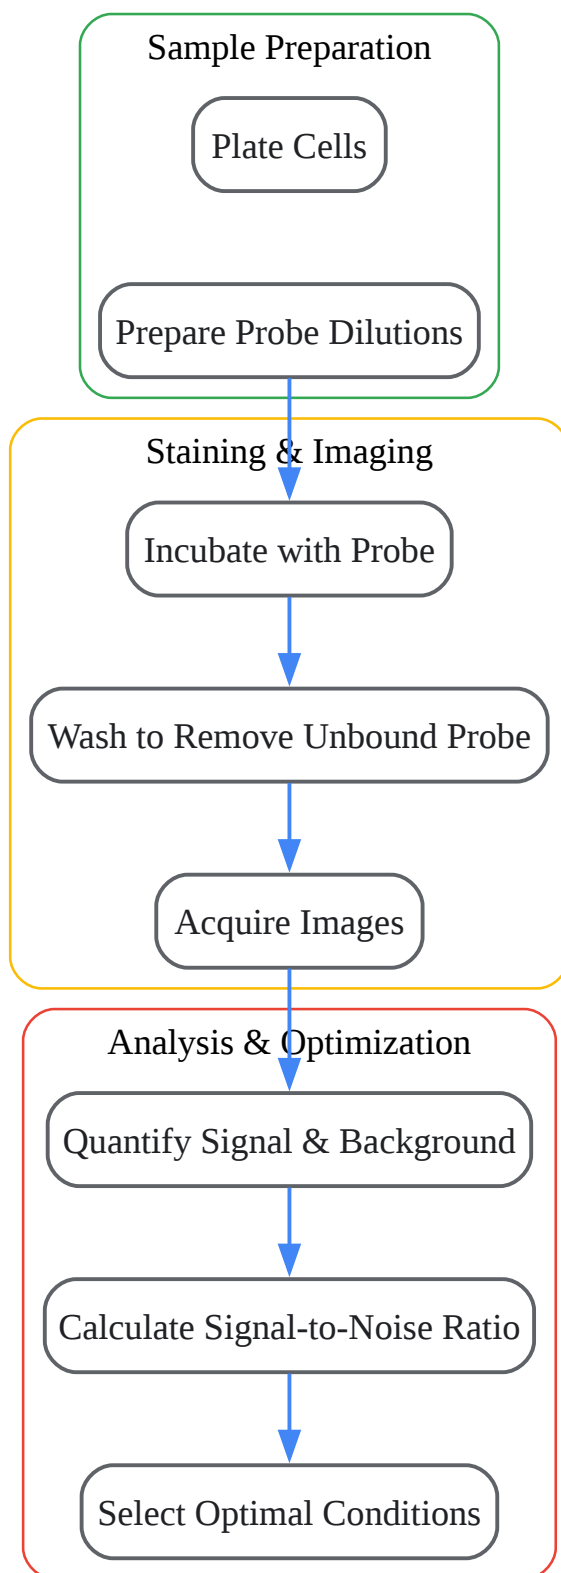 Sample Preparation
Plate Cells
Prepare Probe Dilutions
Staining & Imaging
Incubate with Probe
Wash to Remove Unbound Probe
Acquire Images
Analysis & Optimization
Quantify Signal & Background
Calculate Signal-to-Noise Ratio
Select Optimal Conditions